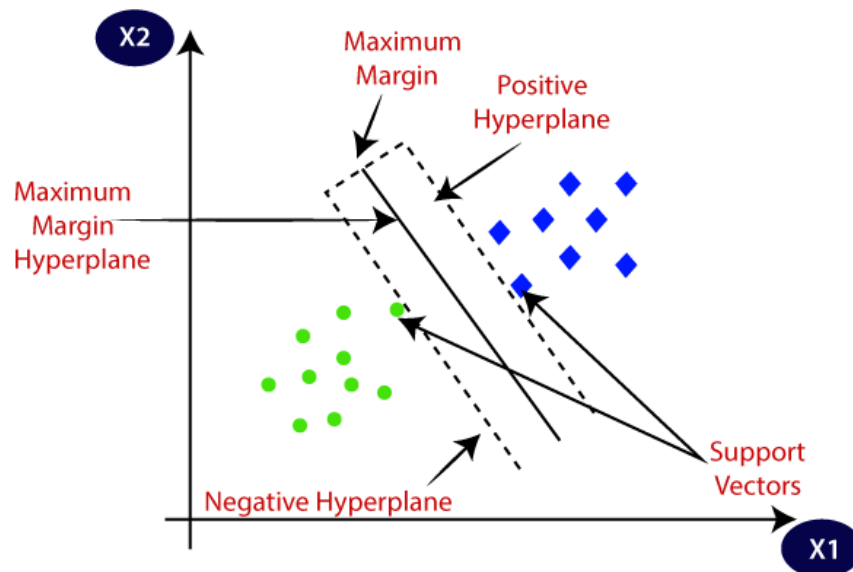 X2
Maximum
Margin
Positive
Hyperplane
Maximum
Margin
Hyperplane
Support
Vectors
Negative Hyperplane
X1